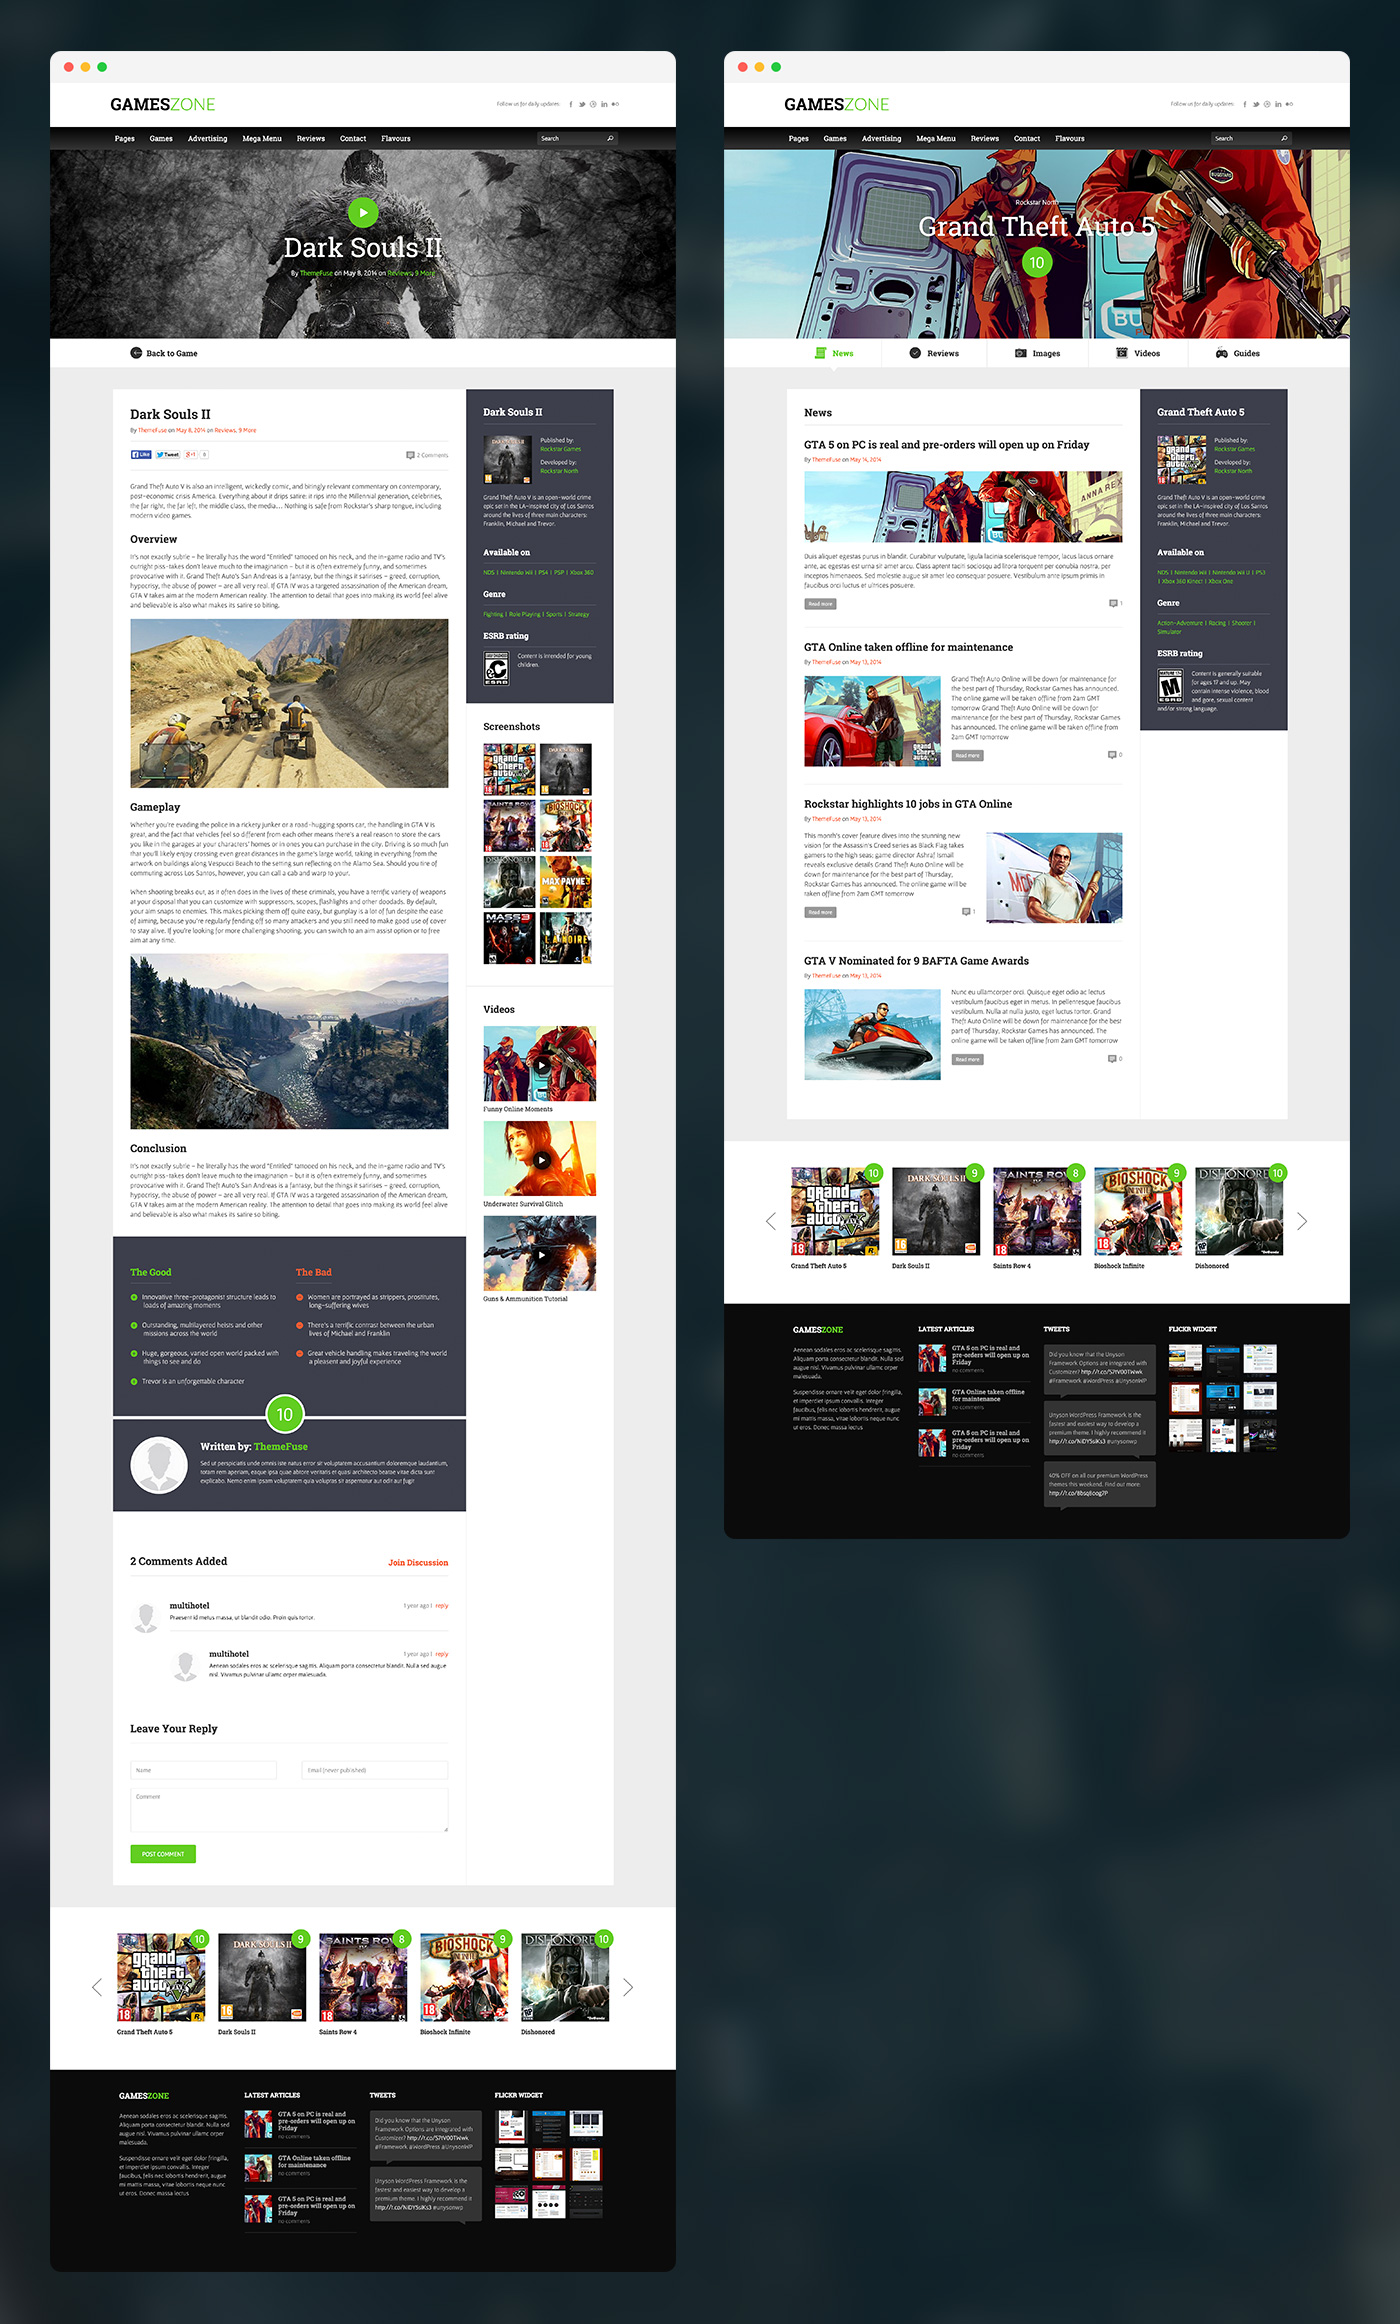 GAMESZONE
Follow us for daily updates:
Pages Games Advertising Mega Menu Reviews Contact Flavours
Search
Dark Souls II
By ThemeFuse on May 8, 2014 on Reviews, 9 More
Back to Game
Dark Souls II
By ThemeFuse on May 8, 2014 on Reviews, 9 More
Like Tweet +1 0
2 Comments
Grand Theft Auto V is also an intelligent, wickedly comic, and bitingly relevant commentary on contemporary,
post-economic crisis America. Everything about it drips satire: it rips into the Millennial generation, celebrities,
the far right, the far left, the middle class, the media... Nothing is safe from Rockstar's sharp tongue, including
modern video games.
Overview
It's not exactly subtle – he literally has the word "Entitled" tattooed on his neck, and the in-game radio and TV's
outright piss-takes don't leave much to the imagination – but it is often extremely funny, and sometimes
provocative with it. Grand Theft Auto's San Andreas is a fantasy, but the things it satirises – greed, corruption,
hypocrisy, the abuse of power – are all very real. If GTA IV was a targeted assassination of the American dream,
GTA V takes aim at the modern American reality. The attention to detail that goes into making its world feel alive
and believable is also what makes its satire so biting.
Gameplay
Whether you're evading the police in a rickety junker or a road-hugging sports car, the handling in GTA V is
great, and the fact that vehicles feel so different from each other means there's a real reason to store the cars
you like in the garages at your characters' homes or in ones you can purchase in the city. Driving is so much fun
that you'll likely enjoy crossing even great distances in the game's large world, taking in everything from the
artwork on buildings along Vespucci Beach to the setting sun reflecting on the Alamo Sea. Should you tire of
commuting across Los Santos, however, you can call a cab and warp to your.
When shooting breaks out, as it often does in the lives of these criminals, you have a terrific variety of weapons
at your disposal that you can customize with suppressors, scopes, flashlights and other doodads. By default,
your aim snaps to enemies. This makes picking them off quite easy, but gunplay is a lot of fun despite the ease
of aiming, because you're regularly fending off so many attackers and you still need to make good use of cover
to stay alive. If you're looking for more challenging shooting, you can switch to an aim assist option or to free
aim at any time.
Conclusion
It's not exactly subtle – he literally has the word "Entitled" tattooed on his neck, and the in-game radio and TV's
outright piss-takes don't leave much to the imagination – but it is often extremely funny, and sometimes
provocative with it. Grand Theft Auto's San Andreas is a fantasy, but the things it satirises – greed, corruption,
hypocrisy, the abuse of power – are all very real. If GTA IV was a targeted assassination of the American dream,
GTA V takes aim at the modern American reality. The attention to detail that goes into making its world feel alive
and believable is also what makes its satire so biting.
The Good
Innovative three-protagonist structure leads to
loads of amazing moments
Outstanding, multilayered heists and other
missions across the world
Huge, gorgeous, varied open world packed with
things to see and do
Trevor is an unforgettable character
The Bad
Women are portrayed as strippers, prostitutes,
long-suffering wives
There's a terrific contrast between the urban
lives of Michael and Franklin
Great vehicle handling makes traveling the world
a pleasent and joyful experience
10
Written by: ThemeFuse
Sed ut perspiciatis unde omnis iste natus error sit voluptatem accusantium doloremque laudantium,
totam rem aperiam, eaque ipsa quae abtore veritatis et quasi architecto beatae vitae dicta sunt
explicabo. Nemo enim ipsam voluptatem quia voluptas sit aspernatur aut odit aut fugit
2 Comments Added
Join Discussion
multihotel
1 year ago | reply
Praesent id metus massa, ut blandit odio. Proin quis tortor.
multihotel
1 year ago | reply
Aenean sodales eros ac scelerisque sagittis. Aliquam porta consectetur blandit. Nulla sed augue
nisl. Vivamus pulvinar ullamc orper malesuada.
Leave Your Reply
Name
Email (never published)
Comment
POST COMMENT
Dark Souls II
DARK SOULS II
Published by:
Rockstar Games
Developed by:
Rockstar North
Grand Theft Auto V is an open-world crime
epic set in the LA-inspired city of Los Santos
around the lives of three main characters:
Franklin, Michael and Trevor.
Available on
NDS | Nintendo Wii | PS4 | PSP | Xbox 360
Genre
Fighting | Role Playing | Sports | Strategy
ESRB rating
ESRB
Content is intended for young
children.
Screenshots
grand theft auto V
DARK SOULS II
SAINTS ROW
BIOSHOCK
DISHONORED
MAX PAYNE 3
MASS EFFECT 3
L.A. NOIRE
Videos
Funny Online Moments
Underwater Survival Glitch
Guns & Ammunition Tutorial
grand theft auto V 18 10
DARK SOULS II 16 9
SAINTS ROW IV 18 8
BIOSHOCK INFINITE 18 9
DISHONORED 10
Grand Theft Auto 5
Dark Souls II
Saints Row 4
Bioshock Infinite
Dishonored
GAMESZONE
Aenean sodales eros ac scelerisque sagittis.
Aliquam porta consectetur blandit. Nulla sed
augue nisl. Vivamus pulvinar ullamc orper
malesuada.
Suspendisse ornare velit eget dolor fringilla,
et imperdiet ipsum convallis. Integer
faucibus, felis nec lobortis hendrerit, augue
mi mattis massa, vitae lobortis neque nunc
ut eros. Donec massa lectus
LATEST ARTICLES
GTA 5 on PC is real and
pre-orders will open up on
Friday
no comments
GTA Online taken offline
for maintenance
no comments
GTA 5 on PC is real and
pre-orders will open up on
Friday
no comments
TWEETS
Did you know that the Unyson
Framework Options are integrated with
Customizer? http://t.co/S7tV00TWwk
#Framework #WordPress #UnysonWP
Unyson WordPress Framework is the
fastest and easiest way to develop a
premium theme. I highly recommend it
http://t.co/NIDY5siKs3 #unysonwp
FLICKR WIDGET
GAMESZONE
Follow us for daily updates:
Pages Games Advertising Mega Menu Reviews Contact Flavours
Search
BUGSTARS
Rockstar North
Grand Theft Auto 5
10
BU
News
Reviews
Images
Videos
Guides
News
GTA 5 on PC is real and pre-orders will open up on Friday
By ThemeFuse on May 14, 2014
ANNA REX
Duis aliquet egestas purus in blandit. Curabitur vulputate, ligula lacinia scelerisque tempor, lacus lacus ornare
ante, ac egestas est urna sit amet arcu. Class aptent taciti sociosqu ad litora torquent per conubia nostra, per
inceptos himenaeos. Sed molestie augue sit amet leo consequat posuere. Vestibulum ante ipsum primis in
faucibus orci luctus et ultrices posuere.
Read more
1
GTA Online taken offline for maintenance
By ThemeFuse on May 13, 2014
grand theft auto
Grand Theft Auto Online will be down for maintenance for
the best part of Thursday, Rockstar Games has announced.
The online game will be taken offline from 2am GMT
tomorrow Grand Theft Auto Online will be down for
maintenance for the best part of Thursday, Rockstar Games
has announced. The online game will be taken offline from
2am GMT tomorrow
Read more
0
Rockstar highlights 10 jobs in GTA Online
By ThemeFuse on May 13, 2014
This month's cover feature dives into the stunning new
vision for the Assassin's Creed series as Black Flag takes
gamers to the high seas; game director Ashraf Ismail
reveals exclusive details Grand Theft Auto Online will be
down for maintenance for the best part of Thursday,
Rockstar Games has announced. The online game will be
taken offline from 2am GMT tomorrow
Read more
1
GTA V Nominated for 9 BAFTA Game Awards
By ThemeFuse on May 13, 2014
Nunc eu ullamcorper orci. Quisque eget odio ac lectus
vestibulum faucibus eget in metus. In pellentesque faucibus
vestibulum. Nulla at nulla justo, eget luctus tortor. Grand
Theft Auto Online will be down for maintenance for the best
part of Thursday, Rockstar Games has announced. The
online game will be taken offline from 2am GMT tomorrow
Read more
0
Grand Theft Auto 5
grand theft auto 18
Published by:
Rockstar Games
Developed by:
Rockstar North
Grand Theft Auto V is an open-world crime
epic set in the LA-inspired city of Los Santos
around the lives of three main characters:
Franklin, Michael and Trevor.
Available on
NDS | Nintendo Wii | Nintendo Wii U | PS3
| Xbox 360 Kinect | Xbox One
Genre
Action-Adventure | Racing | Shooter |
Simulator
ESRB rating
M
ESRB
Content is generally suitable
for ages 17 and up. May
contain intense violence, blood
and gore, sexual content
and/or strong language.
grand theft auto V 18 10
DARK SOULS II 16 9
SAINTS ROW IV 18 8
BIOSHOCK INFINITE 18 9
DISHONORED 10
Grand Theft Auto 5
Dark Souls II
Saints Row 4
Bioshock Infinite
Dishonored
GAMESZONE
Aenean sodales eros ac scelerisque sagittis.
Aliquam porta consectetur blandit. Nulla sed
augue nisl. Vivamus pulvinar ullamc orper
malesuada.
Suspendisse ornare velit eget dolor fringilla,
et imperdiet ipsum convallis. Integer
faucibus, felis nec lobortis hendrerit, augue
mi mattis massa, vitae lobortis neque nunc
ut eros. Donec massa lectus
LATEST ARTICLES
GTA 5 on PC is real and
pre-orders will open up on
Friday
no comments
GTA Online taken offline
for maintenance
no comments
GTA 5 on PC is real and
pre-orders will open up on
Friday
no comments
TWEETS
Did you know that the Unyson
Framework Options are integrated with
Customizer? http://t.co/S7tV00TWwk
#Framework #WordPress #UnysonWP
Unyson WordPress Framework is the
fastest and easiest way to develop a
premium theme. I highly recommend it
http://t.co/NIDY5siKs3 #unysonwp
40% OFF on all our premium WordPress
themes this weekend. Find out more:
FLICKR WIDGET